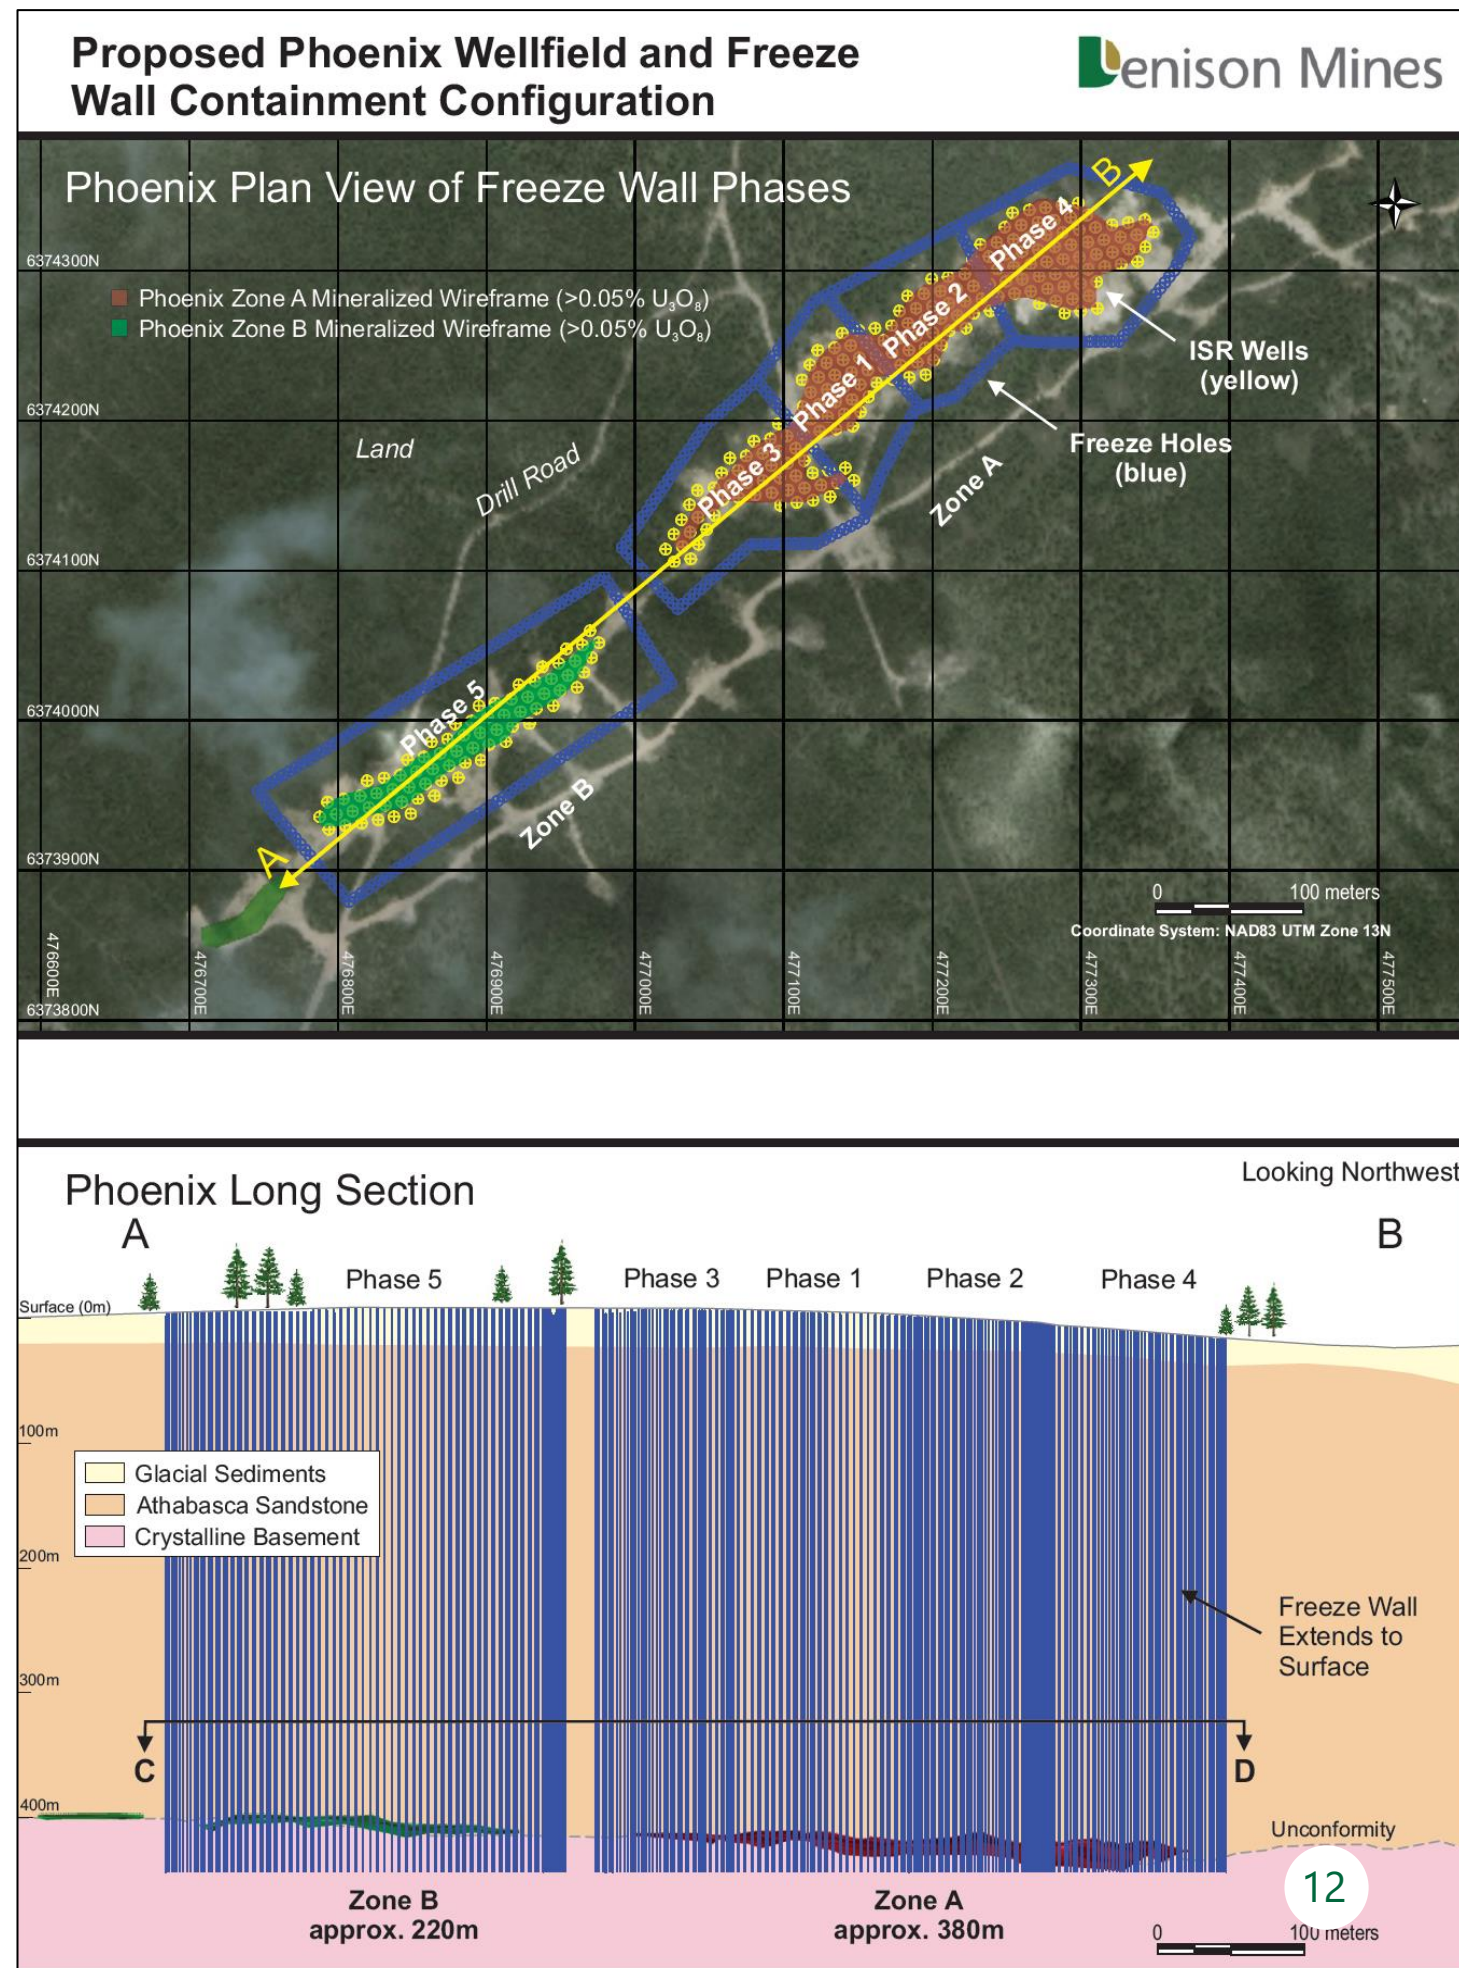 Proposed Phoenix Wellfield and Freeze
Wall Containment Configuration
Denison Mines
Phoenix Plan View of Freeze Wall Phases
B
Phase 4
6374300N
Phoenix Zone A Mineralized Wireframe (>0.05% U₃O₈)
Phoenix Zone B Mineralized Wireframe (>0.05% U₃O₈)
Phase 2
ISR Wells
(yellow)
Phase 1
6374200N
Land
Freeze Holes
(blue)
Phase 3
Drill Road
Zone A
6374100N
Phase 5
6374000N
Zone B
A
6373900N
0 100 meters
Coordinate System: NAD83 UTM Zone 13N
476600E 476700E 476800E 476900E 477000E 477100E 477200E 477300E 477400E 477500E
6373800N
Phoenix Long Section
Looking Northwest
A
B
Phase 5 Phase 3 Phase 1 Phase 2 Phase 4
Surface (0m)
100m
Glacial Sediments
Athabasca Sandstone
Crystalline Basement
200m
Freeze Wall
Extends to
Surface
300m
C D
400m
Unconformity
12
Zone B
approx. 220m
Zone A
approx. 380m
0 100 meters